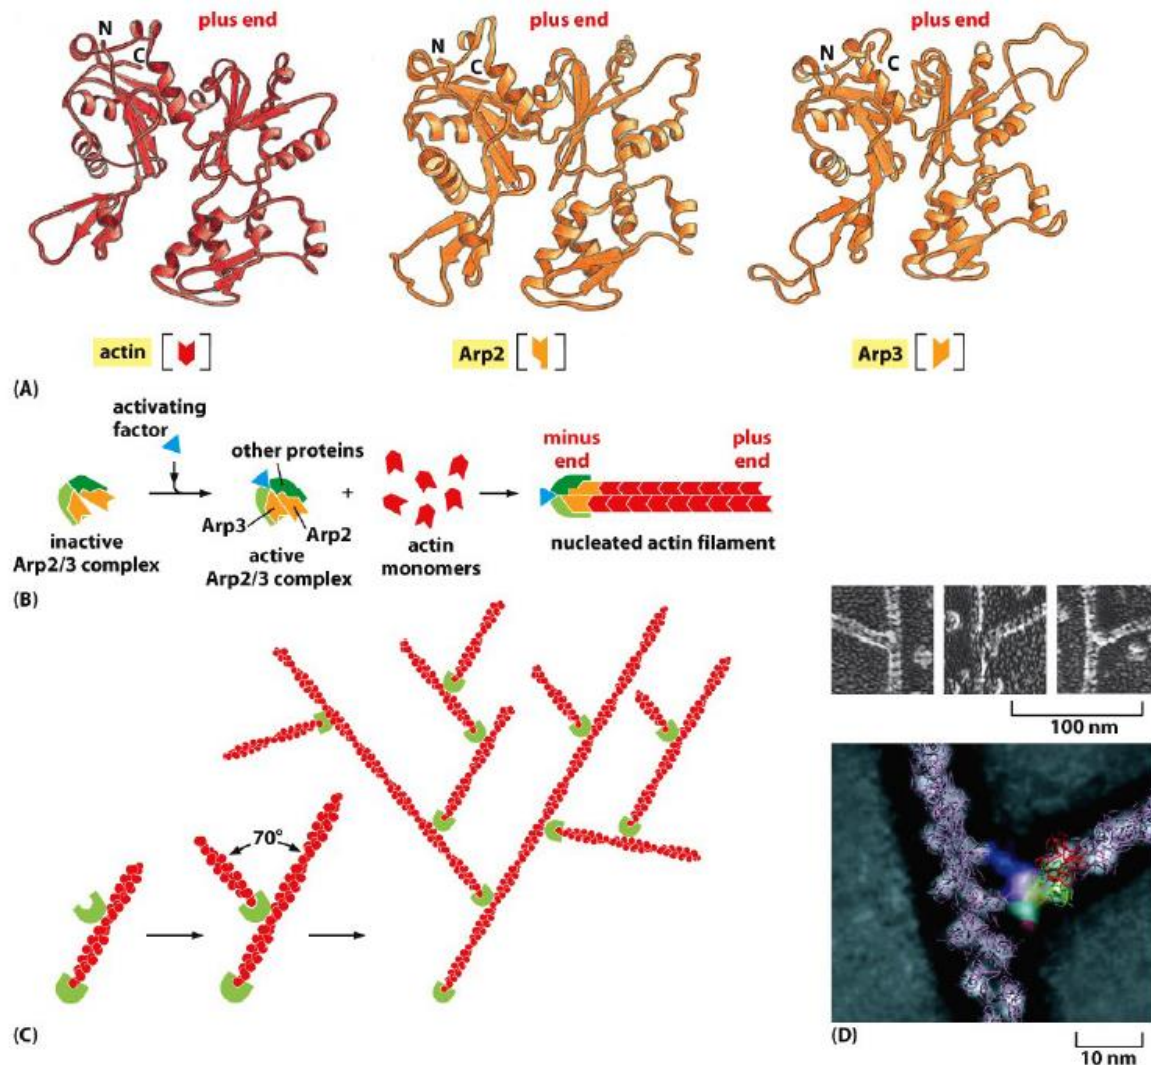 N
C
plus end
N
C
plus end
N
C
plus end
actin
Arp2
Arp3
(A)
activating
factor
other proteins
+
Arp3
Arp2
inactive
Arp2/3 complex
active
Arp2/3 complex
actin
monomers
minus
end
plus
end
nucleated actin filament
(B)
70°
(C)
100 nm
(D)
10 nm